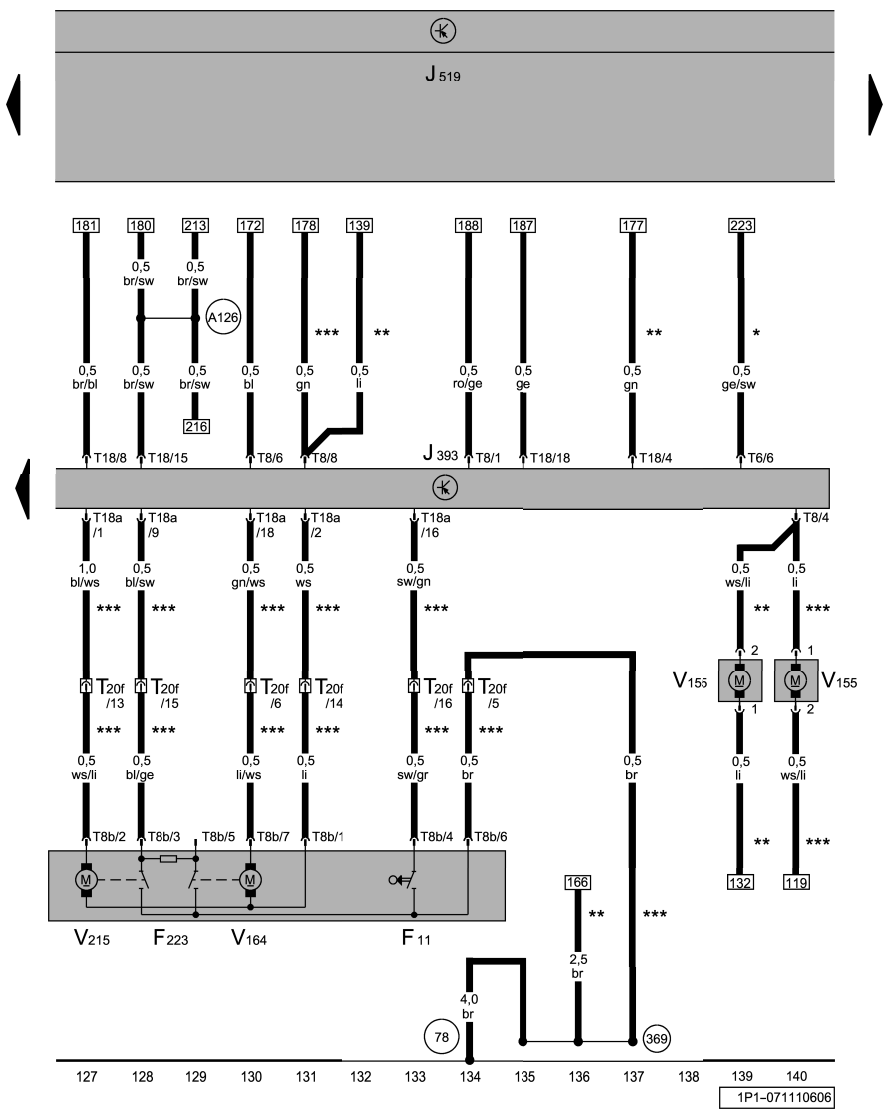 J 519
181 180 213 172 178 139 188 187 177 223
0,5 0,5
br/sw br/sw
A126
*** ** ** *
0,5 0,5 0,5 0,5 0,5 0,5 0,5 0,5 0,5 0,5
br/bl br/sw br/sw bl gn li ro/ge ge gn ge/sw
216
T18/8 T18/15 T8/6 T8/8 J 393 T8/1 T18/18 T18/4 T6/6
T18a T18a T18a T18a T18a T8/4
/1 /9 /18 /2 /16
1,0 0,5 0,5 0,5 0,5 0,5 0,5
bl/ws bl/sw gn/ws ws sw/gn ws/li li
*** *** *** *** *** ** ***
2 1
V155 M M V155
T20f T20f T20f T20f T20f T20f
/13 /15 /6 /14 /16 /5
1 2
*** *** *** *** *** ***
0,5 0,5 0,5 0,5 0,5 0,5 0,5 0,5 0,5
ws/li bl/ge li/ws li sw/gr br br li ws/li
T8b/2 T8b/3 T8b/5 T8b/7 T8b/1 T8b/4 T8b/6
** ***
M M
166 132 119
** ***
V215 F223 V164 F 11
2,5
br
4,0
br
78 369
127 128 129 130 131 132 133 134 135 136 137 138 139 140
1P1-071110606